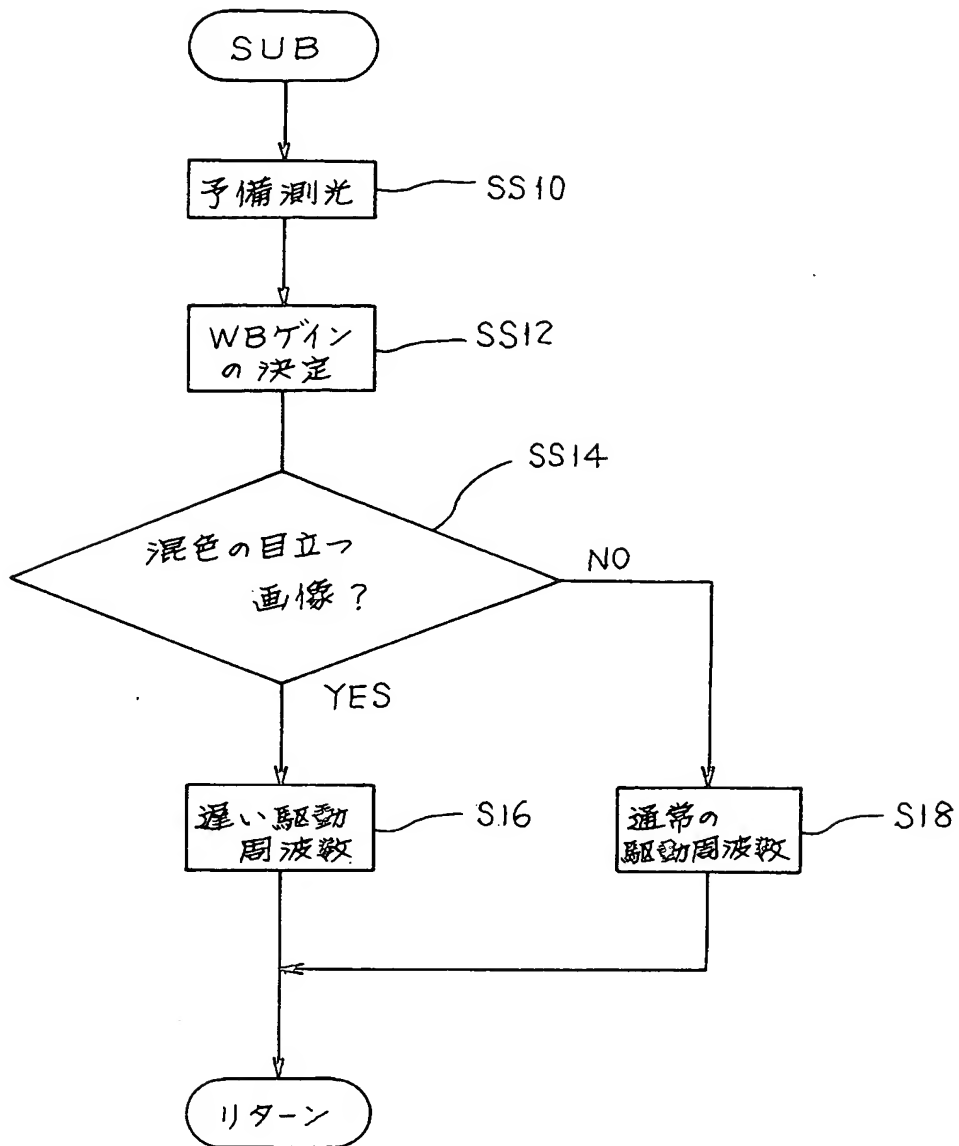 SUB
予備測光
SS10
WBゲイン
の決定
SS12
SS14
混色の目立つ
画像?
NO
YES
遅い駆動
周波数
S16
通常の
駆動周波数
S18
リターン